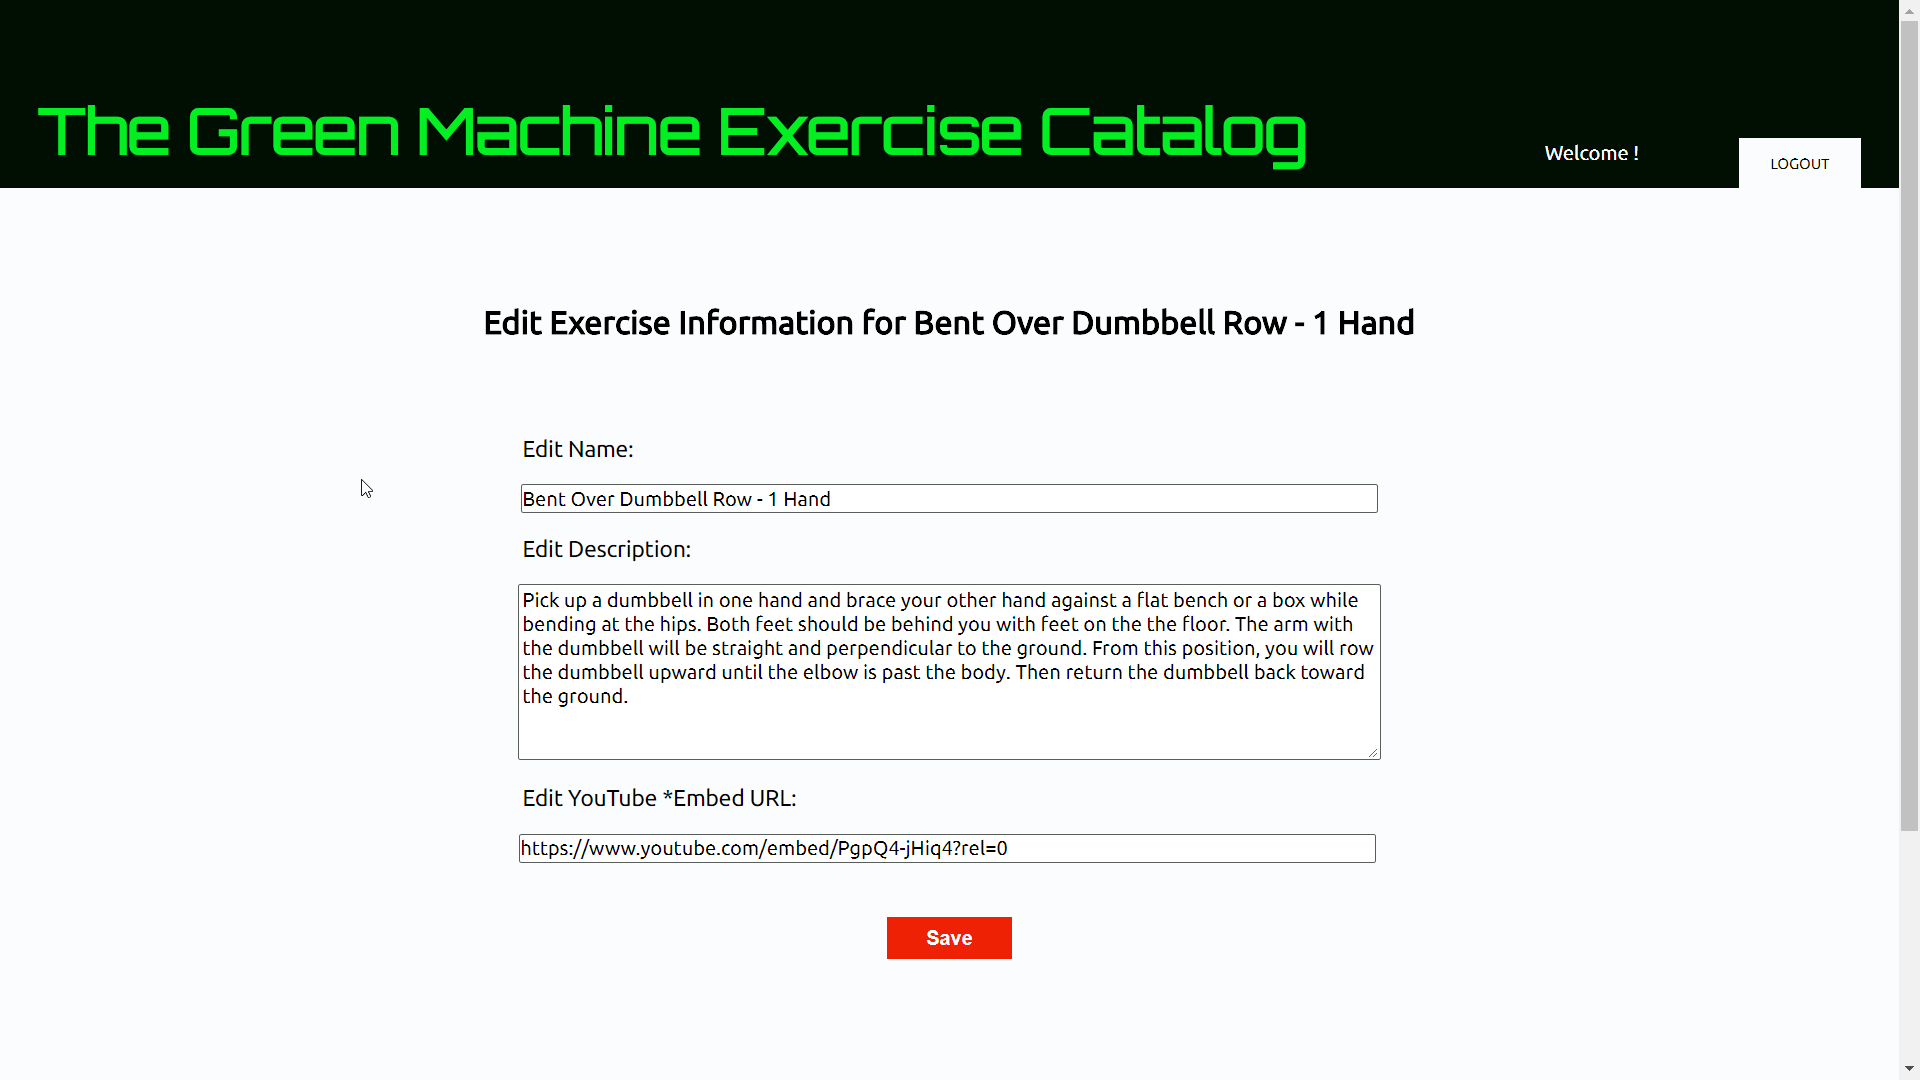 The Green Machine Exercise Catalog
Welcome !
LOGOUT
Edit Exercise Information for Bent Over Dumbbell Row - 1 Hand
Edit Name:
Bent Over Dumbbell Row - 1 Hand
Edit Description:
Pick up a dumbbell in one hand and brace your other hand against a flat bench or a box while
bending at the hips. Both feet should be behind you with feet on the the floor. The arm with
the dumbbell will be straight and perpendicular to the ground. From this position, you will row
the dumbbell upward until the elbow is past the body. Then return the dumbbell back toward
the ground.
Edit YouTube *Embed URL:
https://www.youtube.com/embed/PgpQ4-jHiq4?rel=0
Save